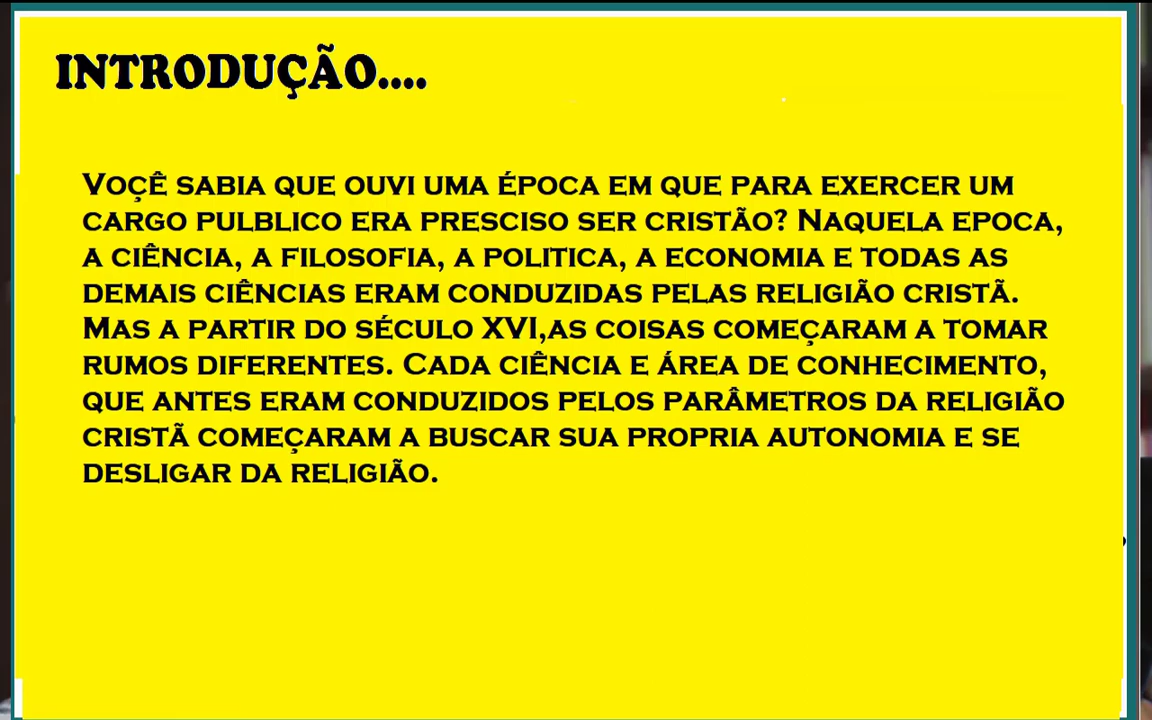 INTRODUÇÃO....
VOÇÊ SABIA QUE OUVI UMA ÉPOCA EM QUE PARA EXERCER UM
CARGO PULBLICO ERA PRESCISO SER CRISTÃO? NAQUELA EPOCA,
A CIÊNCIA, A FILOSOFIA, A POLITICA, A ECONOMIA E TODAS AS
DEMAIS CIÊNCIAS ERAM CONDUZIDAS PELAS RELIGIÃO CRISTÃ.
MAS A PARTIR DO SÉCULO XVI,AS COISAS COMEÇARAM A TOMAR
RUMOS DIFERENTES. CADA CIÊNCIA E ÁREA DE CONHECIMENTO,
QUE ANTES ERAM CONDUZIDOS PELOS PARÂMETROS DA RELIGIÃO
CRISTÃ COMEÇARAM A BUSCAR SUA PROPRIA AUTONOMIA E SE
DESLIGAR DA RELIGIÃO.